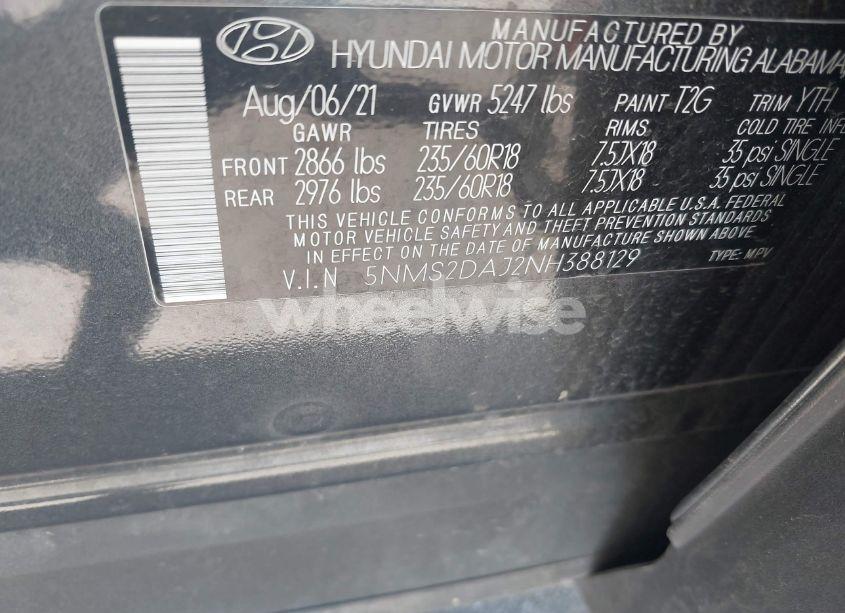 MANUFACTURED BY
HYUNDAI MOTOR MANUFACTURING ALABAMA,
Aug/06/21 GVWR 5247 lbs PAINT T2G TRIM YTH
GAWR TIRES RIMS COLD TIRE INFL
FRONT 2866 lbs 235/60R18 7.5JX18 35 psi SINGLE
REAR 2976 lbs 235/60R18 7.5JX18 35 psi SINGLE
THIS VEHICLE CONFORMS TO ALL APPLICABLE U.S.A. FEDERAL
MOTOR VEHICLE SAFETY AND THEFT PREVENTION STANDARDS
IN EFFECT ON THE DATE OF MANUFACTURE SHOWN ABOVE
V.I.N 5NMS2DAJ2NH388129 TYPE: MPV
wheelwise